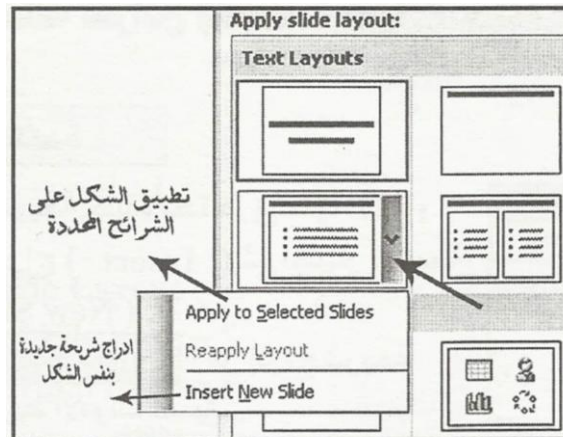 Apply slide layout:
Text Layouts
تطبيق الشكل على
الشرائح المحددة
Apply to Selected Slides
Reapply Layout
ادراج شريحة جديدة
بنفس الشكل
Insert New Slide